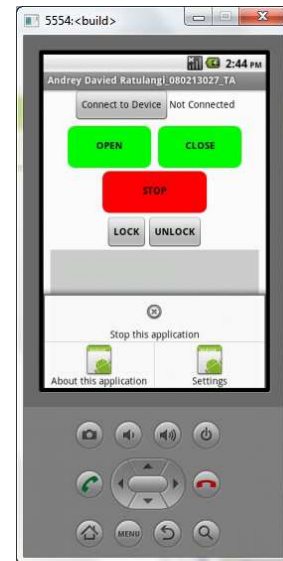 5554:<build>
2:44 PM
Andrey Davied Ratulangi_080213027_TA
Connect to Device Not Connected
OPEN CLOSE
STOP
LOCK UNLOCK
Stop this application
About this application Settings
MENU